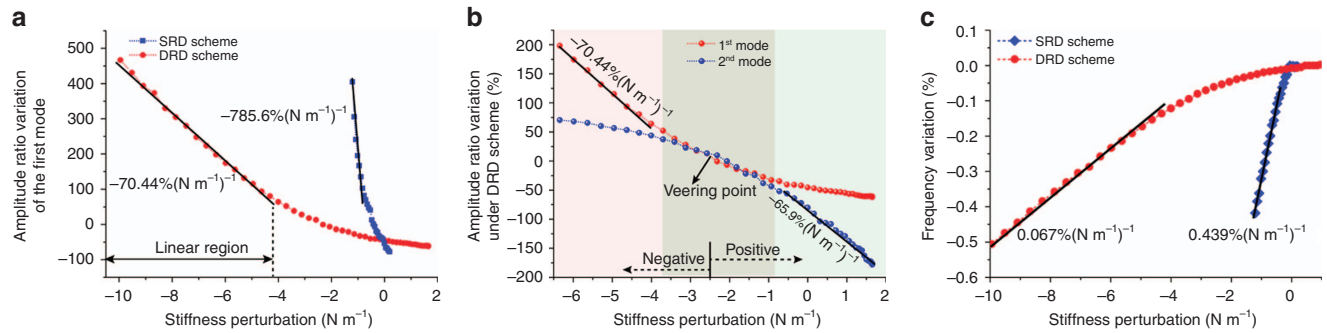 a
SRD scheme
DRD scheme
Amplitude ratio variation
of the first mode
500
400
300
200
100
0
−100
−785.6%(N m⁻¹)⁻¹
−70.44%(N m⁻¹)⁻¹
Linear region
−10
−8
−6
−4
−2
0
2
Stiffness perturbation (N m⁻¹)
b
1st mode
2nd mode
Amplitude ratio variation
under DRD scheme (%)
200
150
100
50
0
−50
−100
−150
−200
−70.44%(N m⁻¹)⁻¹
Veering point
−65.9%(N m⁻¹)⁻¹
Negative
Positive
−6
−5
−4
−3
−2
−1
0
1
2
Stiffness perturbation (N m⁻¹)
c
SRD scheme
DRD scheme
Frequency variation (%)
0.0
−0.1
−0.2
−0.3
−0.4
−0.5
−0.6
0.067%(N m⁻¹)⁻¹
0.439%(N m⁻¹)⁻¹
−10
−8
−6
−4
−2
0
Stiffness perturbation (N m⁻¹)